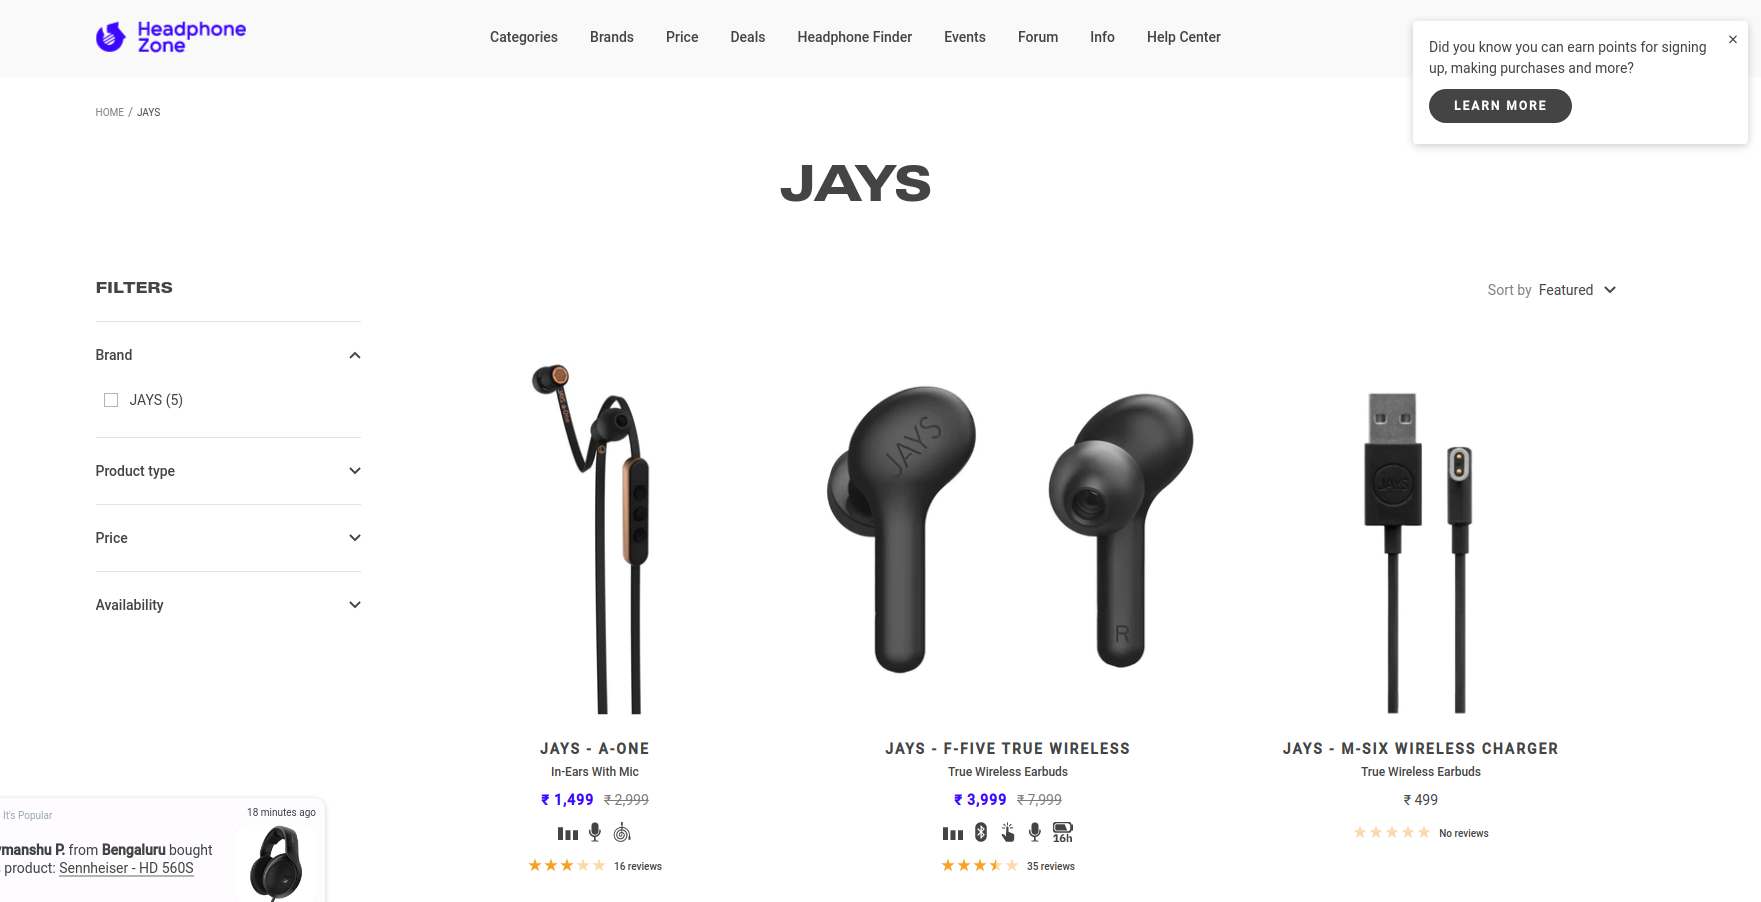 Headphone
Zone
Categories Brands Price Deals Headphone Finder Events Forum Info Help Center
Did you know you can earn points for signing
up, making purchases and more?
LEARN MORE
HOME / JAYS
JAYS
FILTERS
Sort by Featured
Brand
JAYS (5)
Product type
Price
Availability
JAYS
R
JAYS
JAYS - A-ONE
In-Ears With Mic
₹ 1,499 ₹ 2,999
16 reviews
JAYS - F-FIVE TRUE WIRELESS
True Wireless Earbuds
₹ 3,999 ₹ 7,999
16h
35 reviews
JAYS - M-SIX WIRELESS CHARGER
True Wireless Earbuds
₹ 499
No reviews
It's Popular
18 minutes ago
manshu P. from Bengaluru bought
product: Sennheiser - HD 560S